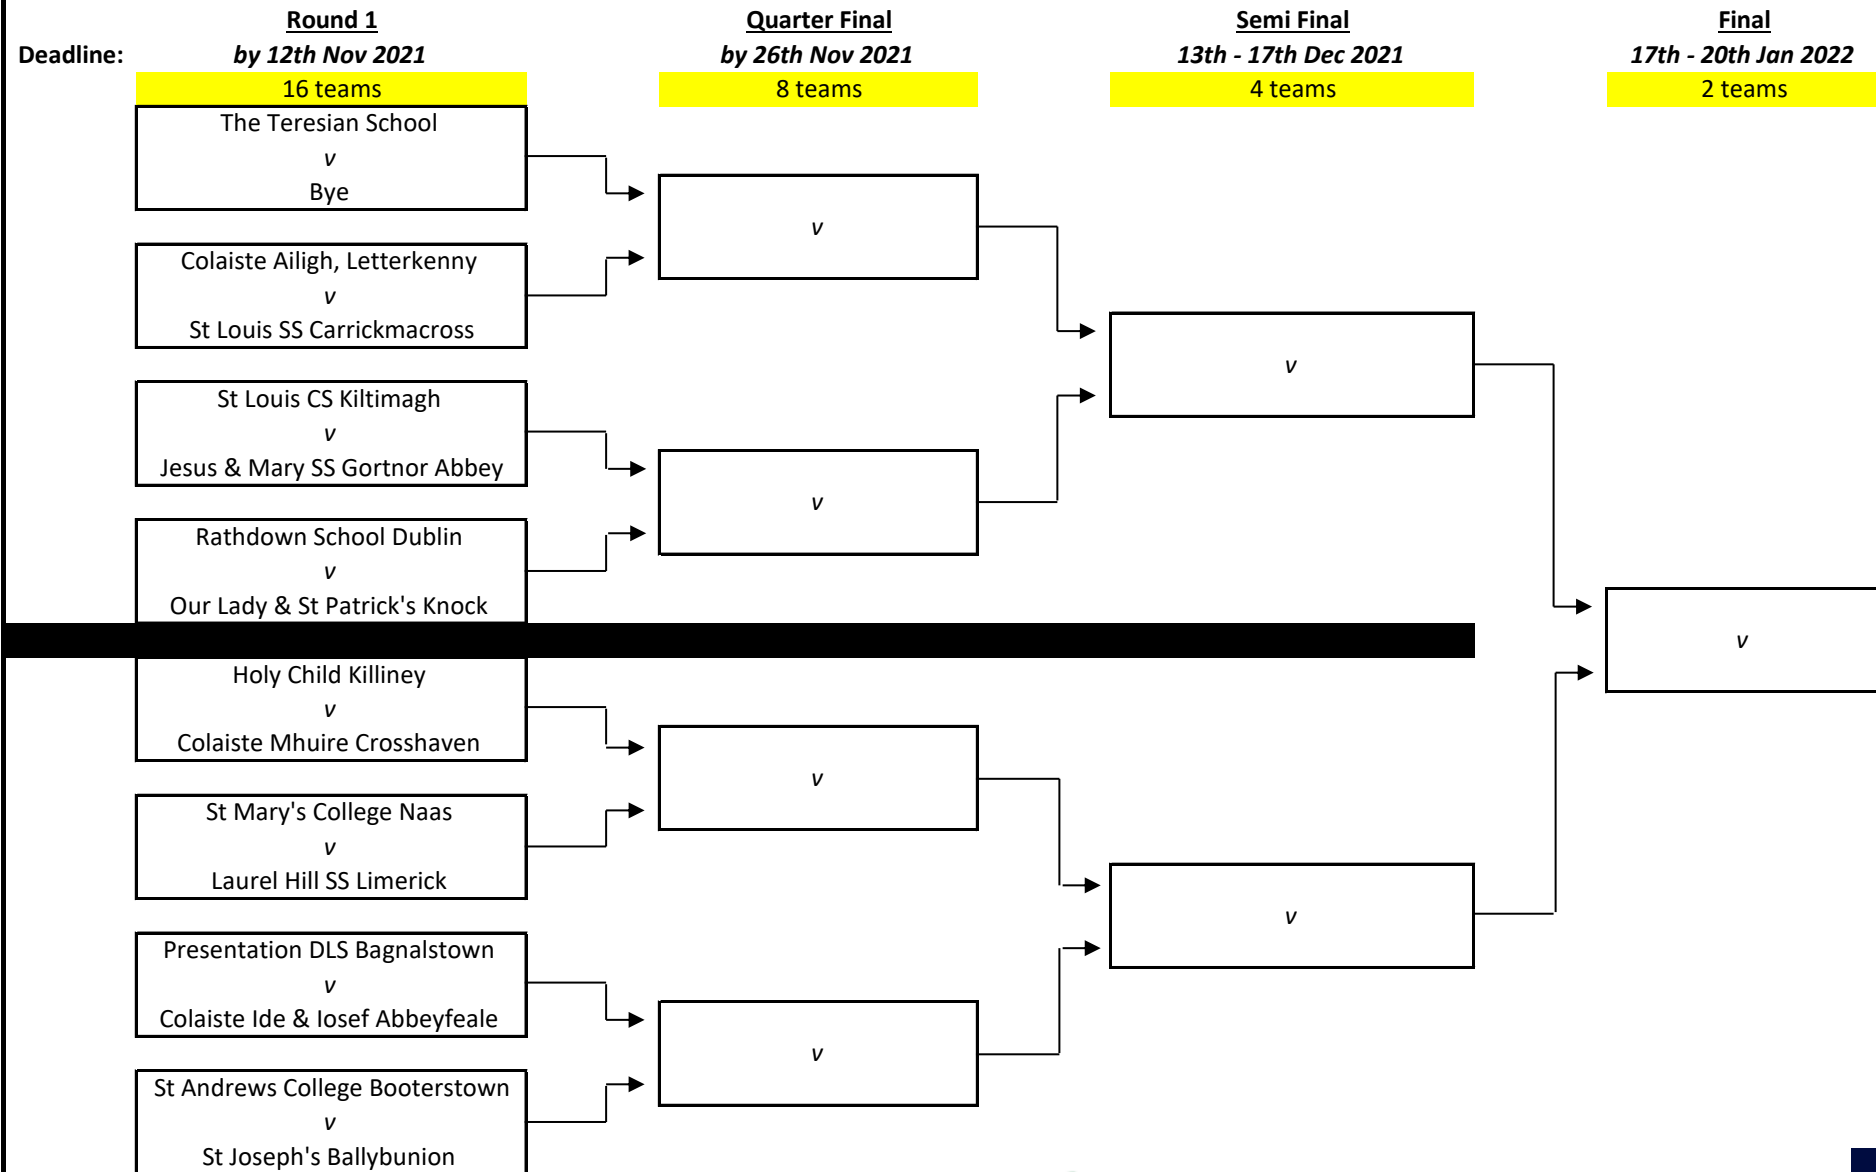 Round 1
Quarter Final
Semi Final
Final
Deadline:
by 12th Nov 2021
by 26th Nov 2021
13th - 17th Dec 2021
17th - 20th Jan 2022
16 teams
8 teams
4 teams
2 teams
The Teresian School
v
Bye
Colaiste Ailigh, Letterkenny
v
St Louis SS Carrickmacross
St Louis CS Kiltimagh
v
Jesus & Mary SS Gortnor Abbey
Rathdown School Dublin
v
Our Lady & St Patrick's Knock
Holy Child Killiney
v
Colaiste Mhuire Crosshaven
St Mary's College Naas
v
Laurel Hill SS Limerick
Presentation DLS Bagnalstown
v
Colaiste Ide & Iosef Abbeyfeale
St Andrews College Booterstown
v
St Joseph's Ballybunion
v
v
v
v
v
v
v